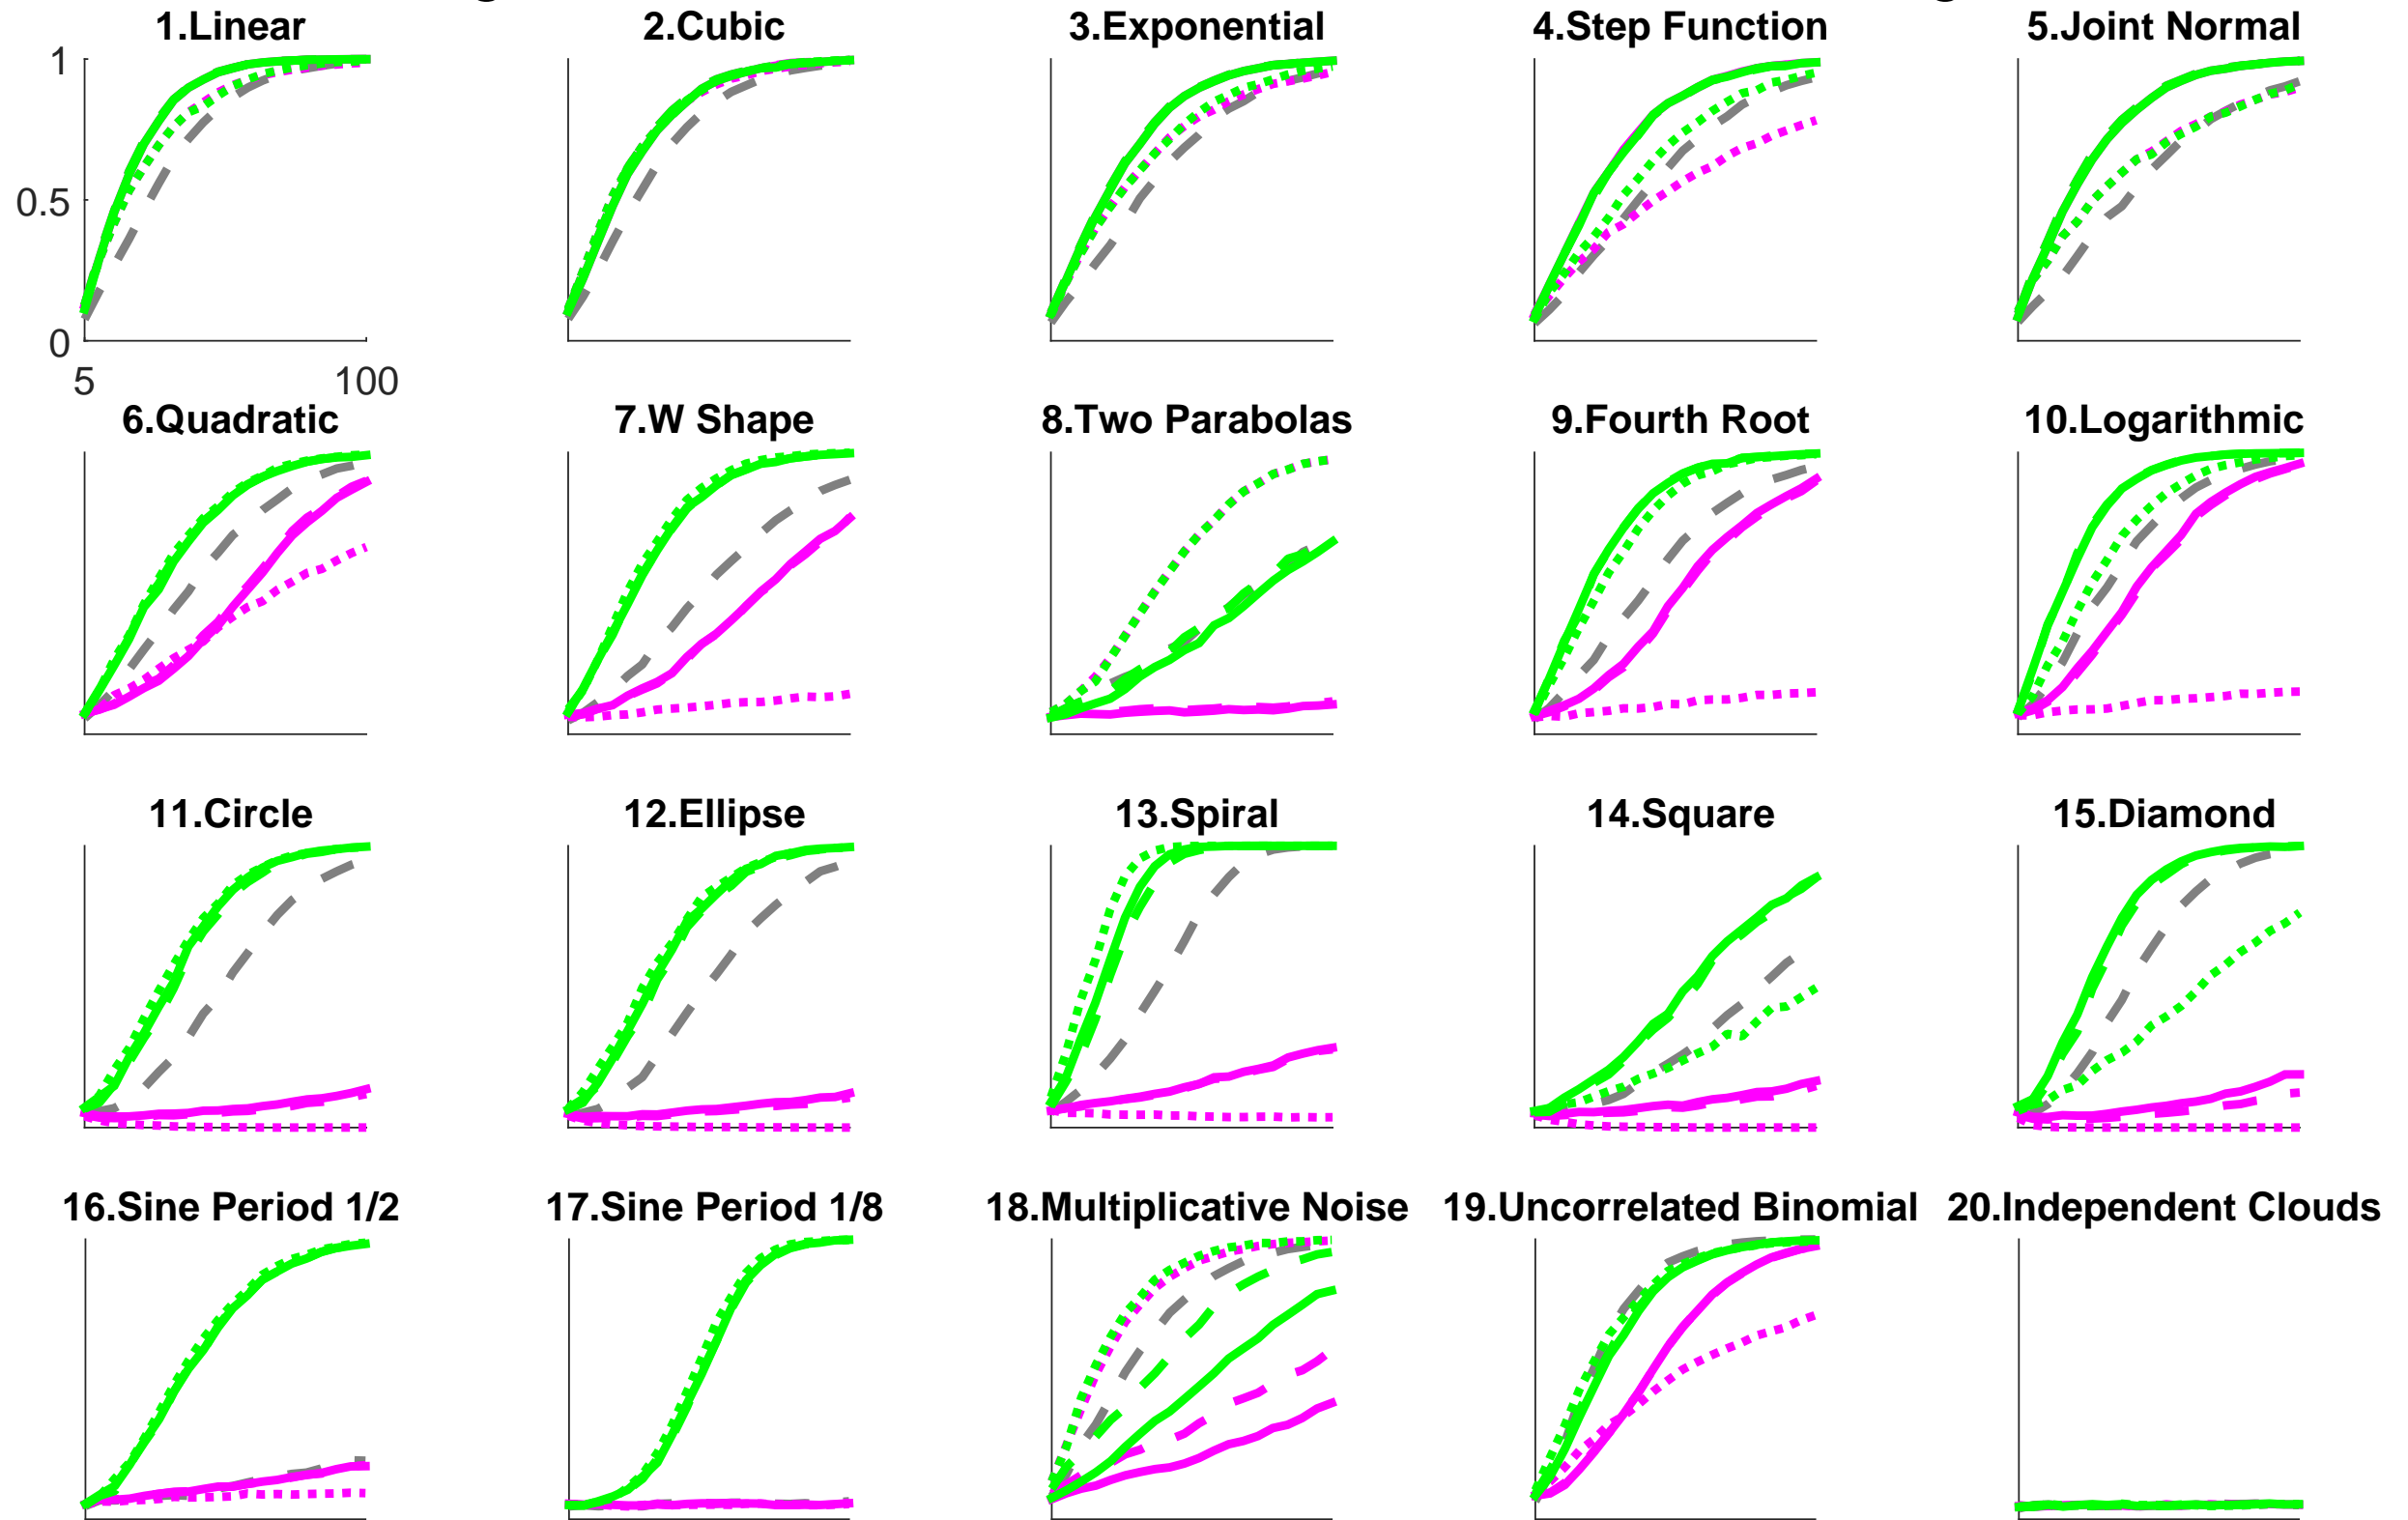 1.Linear
2.Cubic
3.Exponential
4.Step Function
5.Joint Normal
1
0.5
0
5
100
6.Quadratic
7.W Shape
8.Two Parabolas
9.Fourth Root
10.Logarithmic
11.Circle
12.Ellipse
13.Spiral
14.Square
15.Diamond
16.Sine Period 1/2
17.Sine Period 1/8
18.Multiplicative Noise
19.Uncorrelated Binomial
20.Independent Clouds